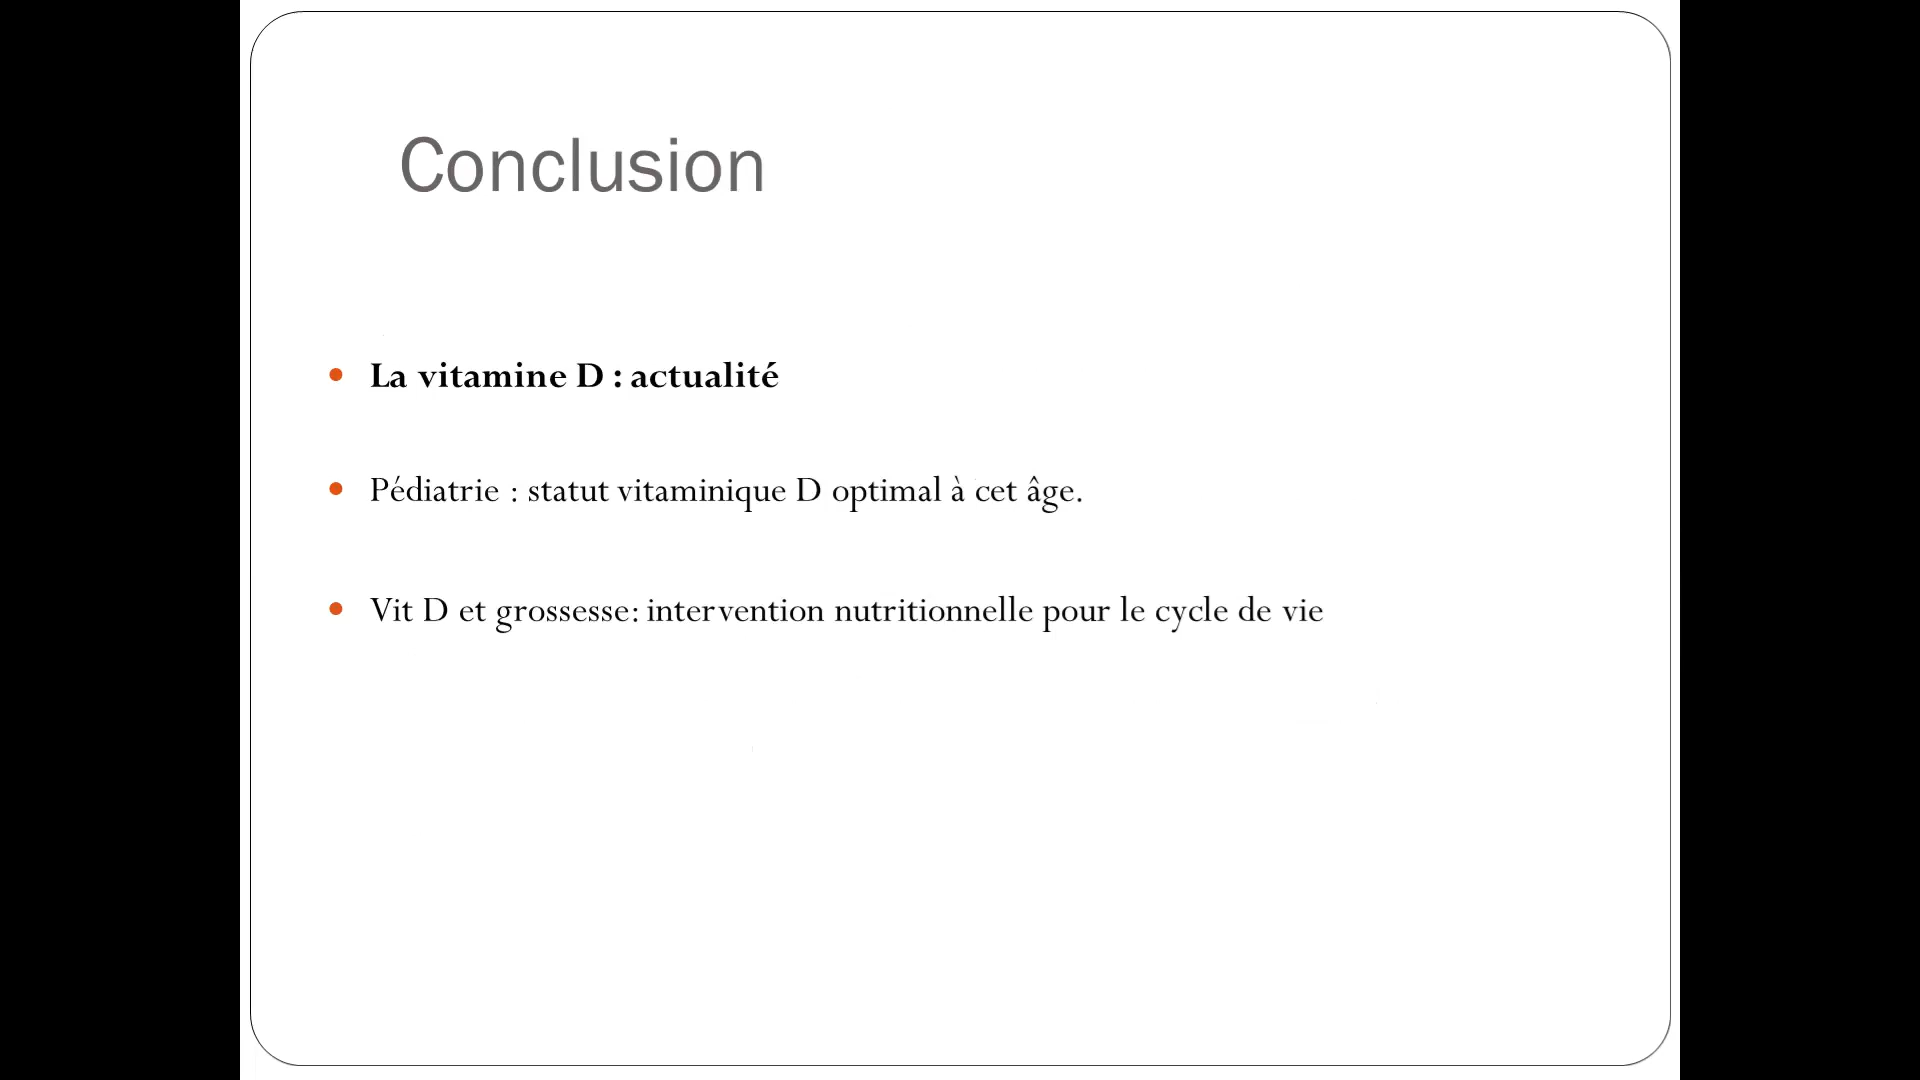 Conclusion
La vitamine D : actualité
Pédiatrie : statut vitaminique D optimal à cet âge.
Vit D et grossesse: intervention nutritionnelle pour le cycle de vie